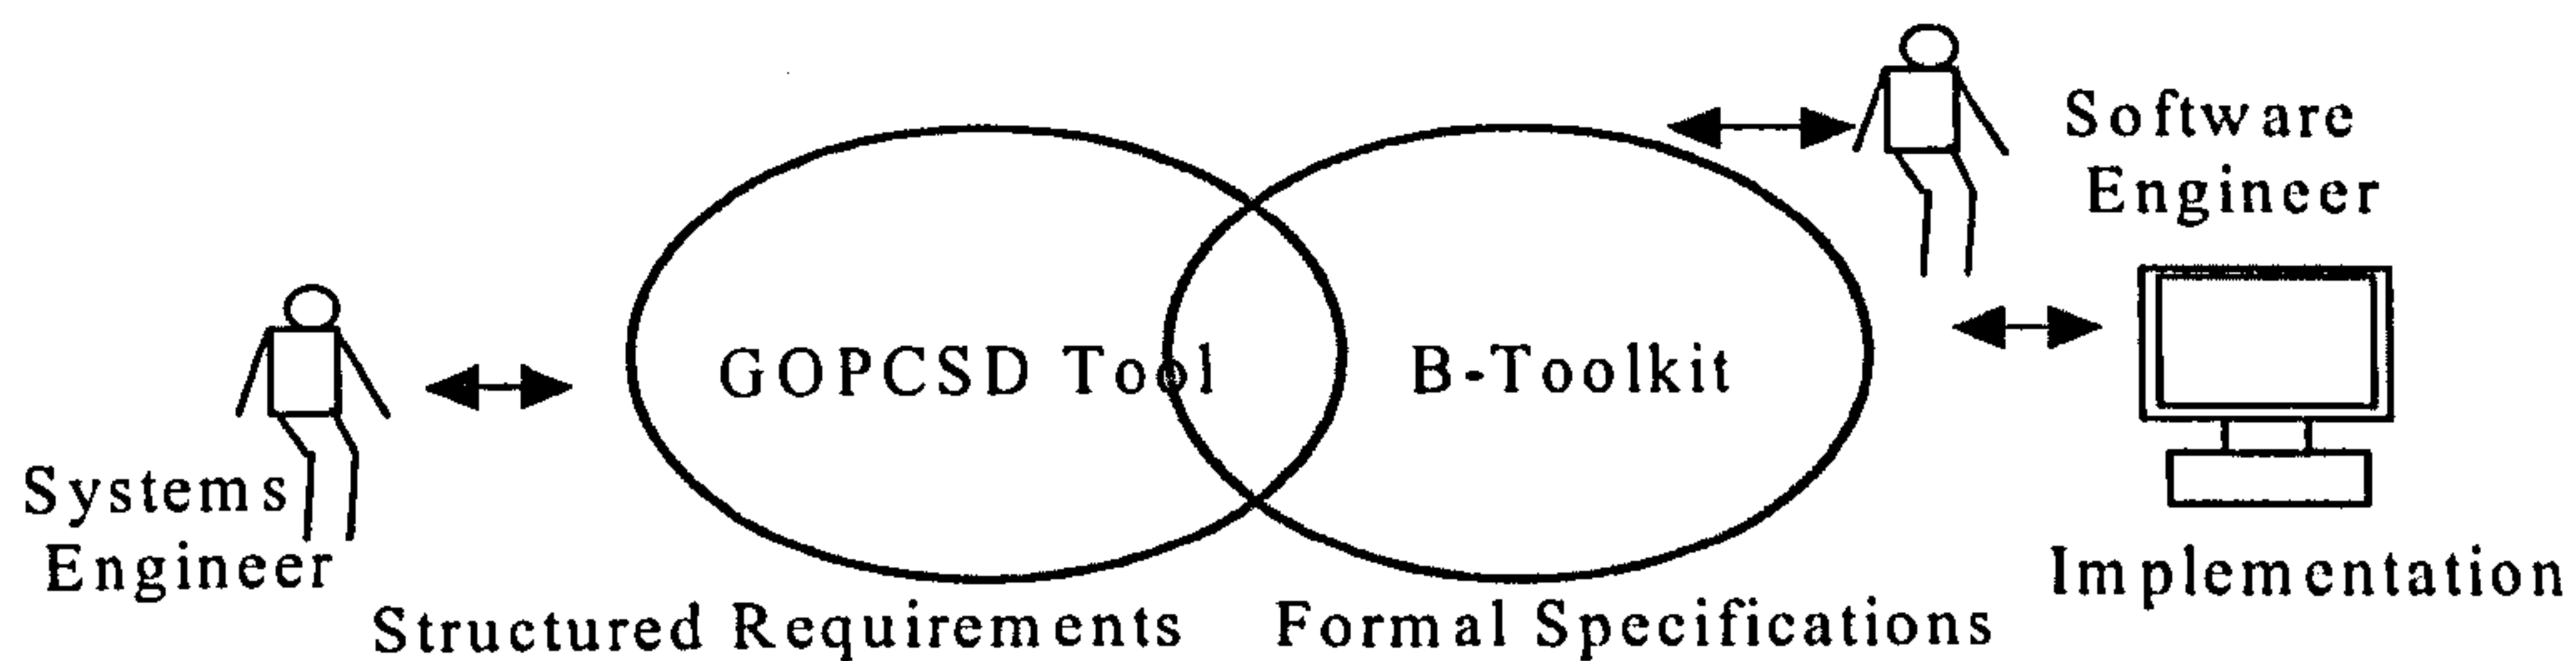 Software
Engineer
GOPCSD Tool
B-Toolkit
Systems
Engineer
Implementation
Structured Requirements
Formal Specifications